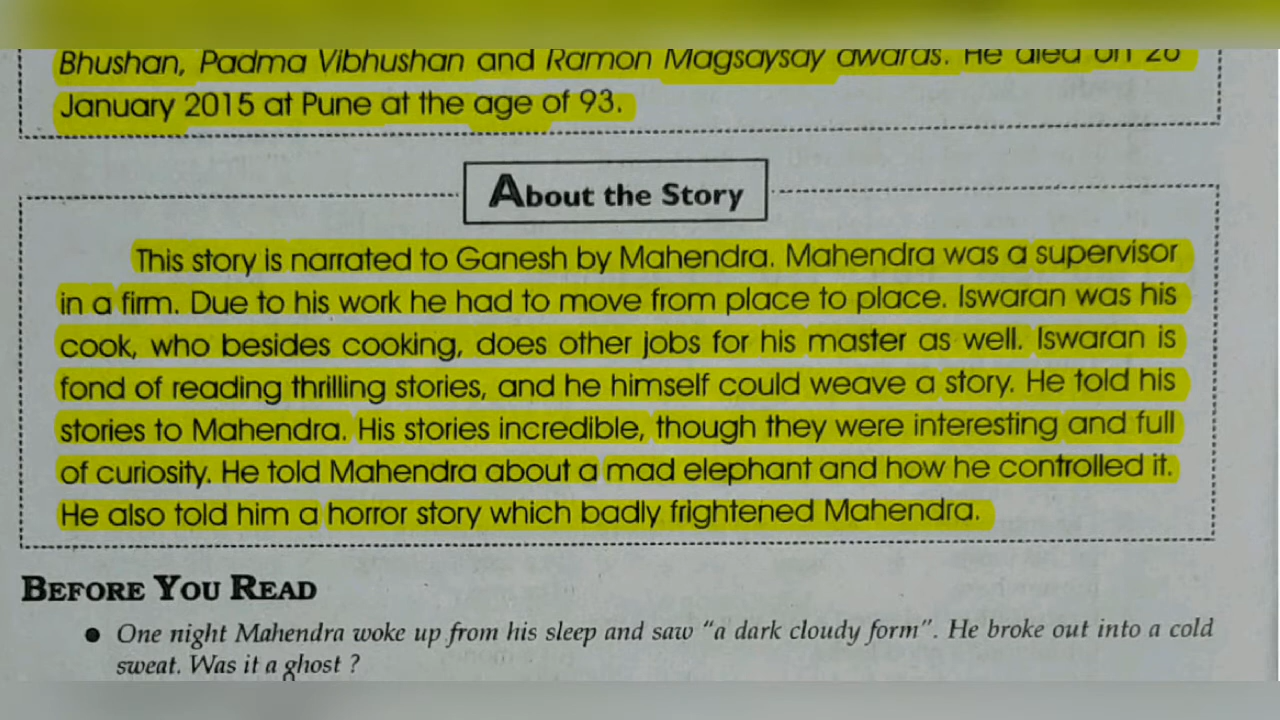 Bhushan, Padma Vibhushan and Ramon Magsaysay awards. He died on 26
January 2015 at Pune at the age of 93.
About the Story
This story is narrated to Ganesh by Mahendra. Mahendra was a supervisor
in a firm. Due to his work he had to move from place to place. Iswaran was his
cook, who besides cooking, does other jobs for his master as well. Iswaran is
fond of reading thrilling stories, and he himself could weave a story. He told his
stories to Mahendra. His stories incredible, though they were interesting and full
of curiosity. He told Mahendra about a mad elephant and how he controlled it.
He also told him a horror story which badly frightened Mahendra.
BEFORE YOU READ
● One night Mahendra woke up from his sleep and saw “a dark cloudy form”. He broke out into a cold
sweat. Was it a ghost ?